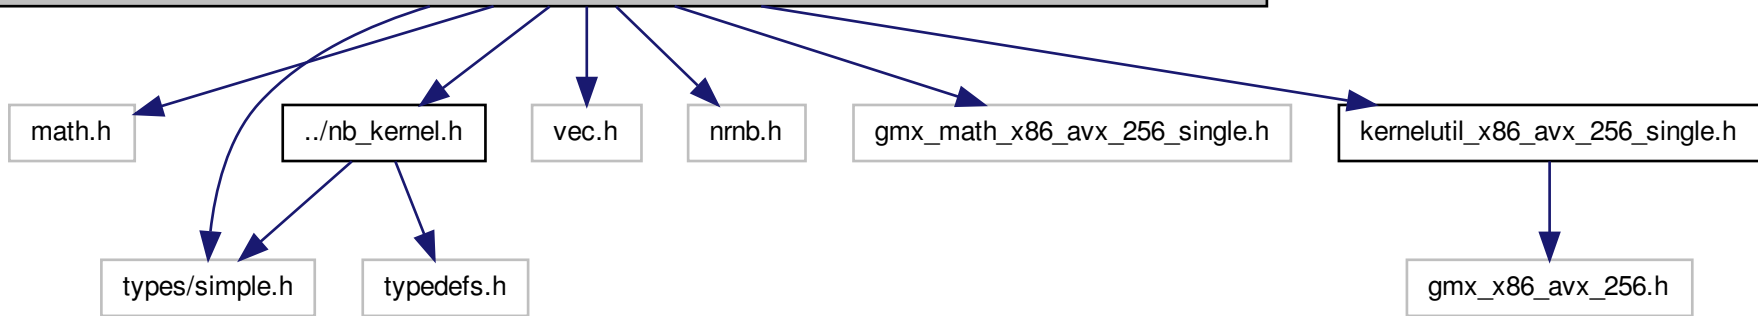 math.h
../nb_kernel.h
vec.h
nrnb.h
gmx_math_x86_avx_256_single.h
kernelutil_x86_avx_256_single.h
types/simple.h
typedefs.h
gmx_x86_avx_256.h